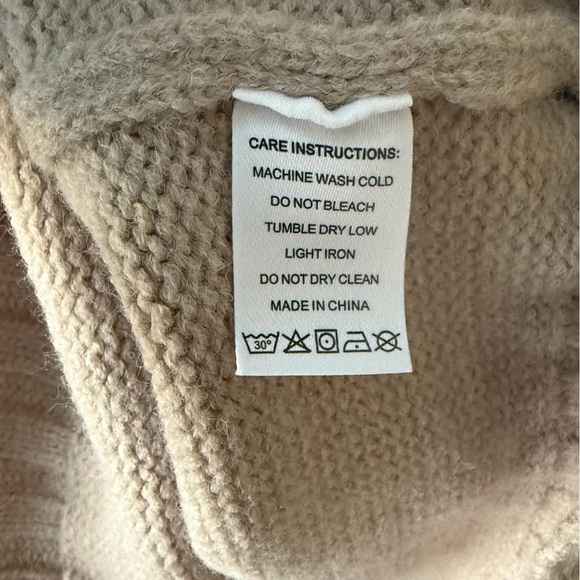 CARE INSTRUCTIONS:
MACHINE WASH COLD
DO NOT BLEACH
TUMBLE DRY LOW
LIGHT IRON
DO NOT DRY CLEAN
MADE IN CHINA
30°